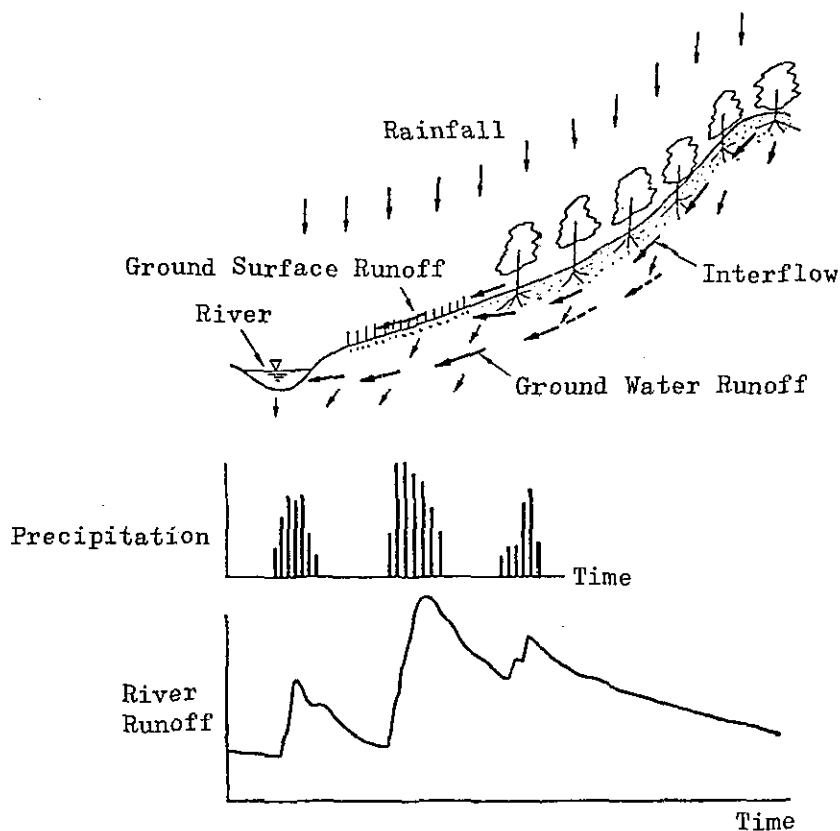 Rainfall
Ground Surface Runoff
River
Interflow
Ground Water Runoff
Precipitation
Time
River
Runoff
Time